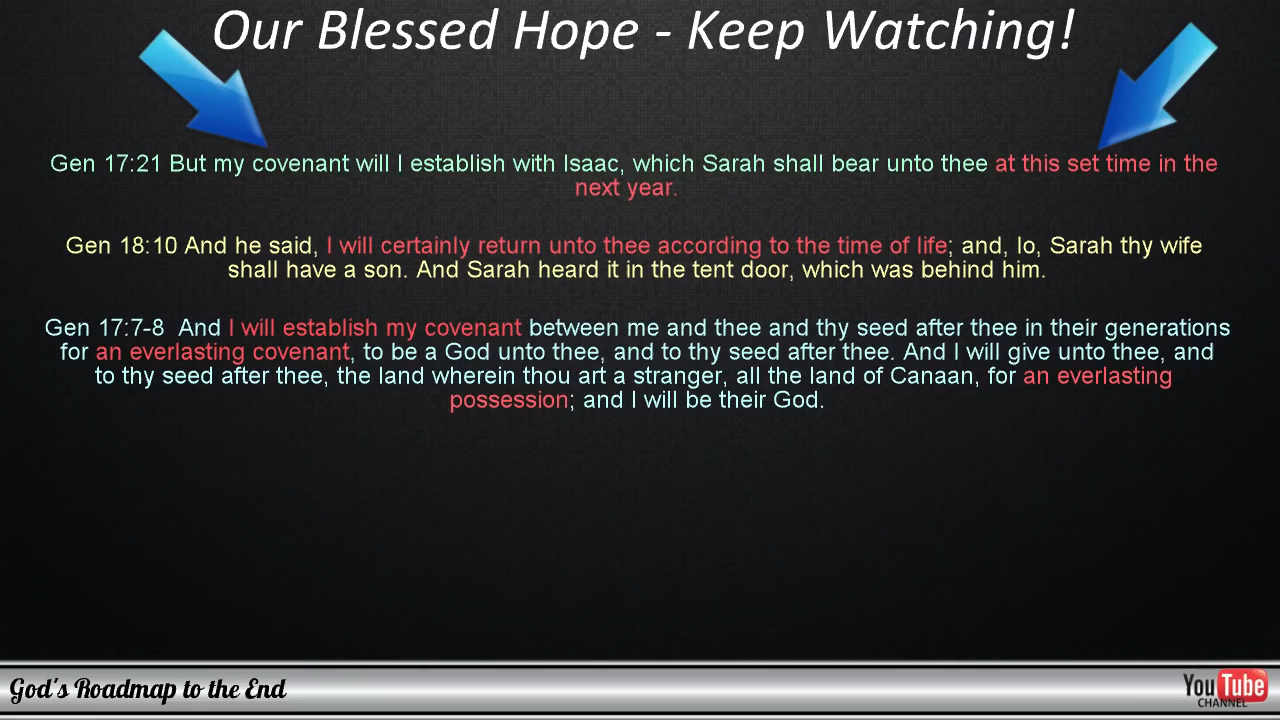 Our Blessed Hope - Keep Watching!
Gen 17:21 But my covenant will I establish with Isaac, which Sarah shall bear unto thee at this set time in the
next year.
Gen 18:10 And he said, I will certainly return unto thee according to the time of life; and, lo, Sarah thy wife
shall have a son. And Sarah heard it in the tent door, which was behind him.
Gen 17:7-8  And I will establish my covenant between me and thee and thy seed after thee in their generations
for an everlasting covenant, to be a God unto thee, and to thy seed after thee. And I will give unto thee, and
to thy seed after thee, the land wherein thou art a stranger, all the land of Canaan, for an everlasting
possession; and I will be their God.
God's Roadmap to the End
YouTube
CHANNEL